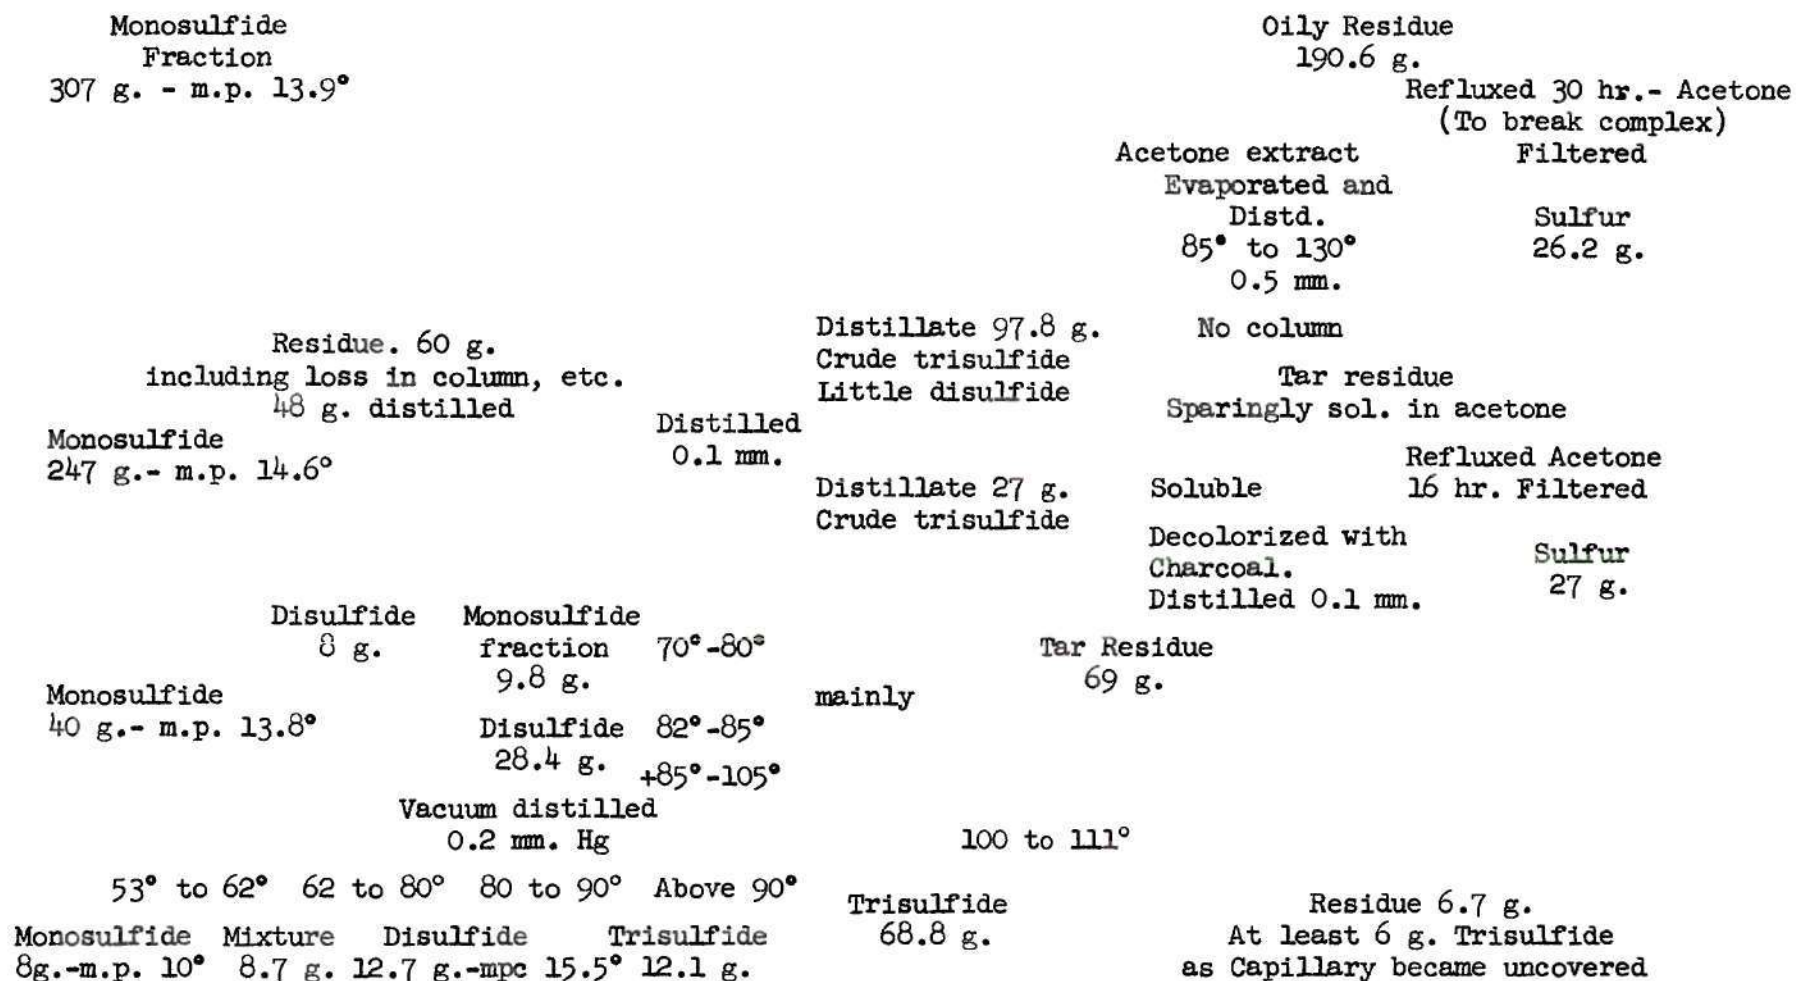 Monosulfide
Fraction
307 g. - m.p. 13.9°
Oily Residue
190.6 g.
Refluxed 30 hr.- Acetone
(To break complex)
Filtered
Acetone extract
Evaporated and
Distd.
85° to 130°
0.5 mm.
Sulfur
26.2 g.
No column
Distillate 97.8 g.
Crude trisulfide
Little disulfide
Residue. 60 g.
including loss in column, etc.
48 g. distilled
Tar residue
Sparingly sol. in acetone
Distilled
0.1 mm.
Monosulfide
247 g.- m.p. 14.6°
Refluxed Acetone
16 hr. Filtered
Distillate 27 g.
Crude trisulfide
Soluble
Decolorized with
Charcoal.
Distilled 0.1 mm.
Sulfur
27 g.
Disulfide
8 g.
Monosulfide
fraction
9.8 g.
70°-80°
Tar Residue
69 g.
Monosulfide
40 g.- m.p. 13.8°
mainly
Disulfide
28.4 g.
82°-85°
+85°-105°
Vacuum distilled
0.2 mm. Hg
100 to 111°
53° to 62° 62 to 80° 80 to 90° Above 90°
Monosulfide Mixture Disulfide Trisulfide
8g.-m.p. 10° 8.7 g. 12.7 g.-mpc 15.5° 12.1 g.
Trisulfide
68.8 g.
Residue 6.7 g.
At least 6 g. Trisulfide
as Capillary became uncovered